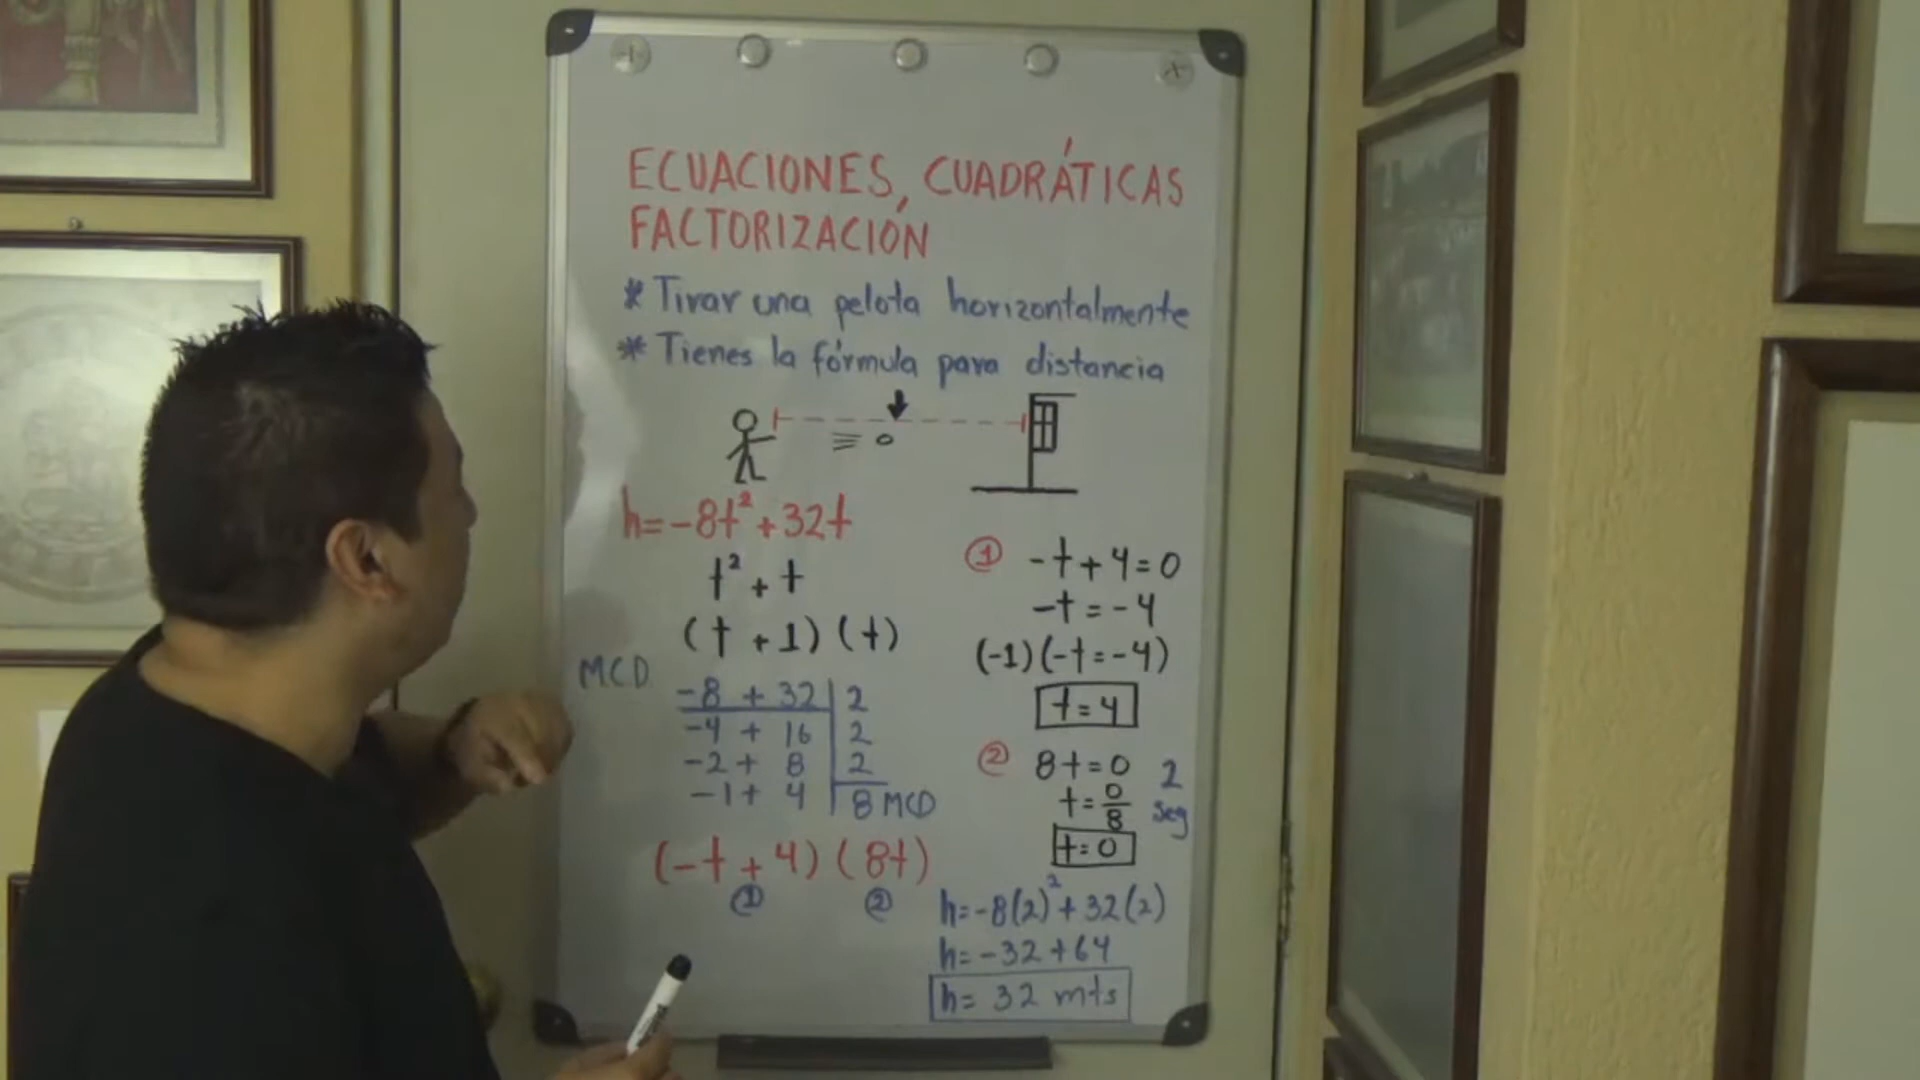 ECUACIONES, CUADRÁTICAS
FACTORIZACIÓN
* Tirar una pelota horizontalmente
* Tienes la fórmula para distancia
h=-8t²+32t
t² + t
(t + 1) (t)
MCD
-8 + 32 | 2
-4 + 16 | 2
-2 + 8 | 2
-1 + 4 | 8 MCD
(-t + 4) (8t)
① ②
① -t + 4 = 0
-t = -4
(-1)(-t = -4)
t = 4
② 8t = 0
t = 0/8
t = 0
2
seg
h=-8(2)²+32(2)
h= -32 + 64
h= 32 mts